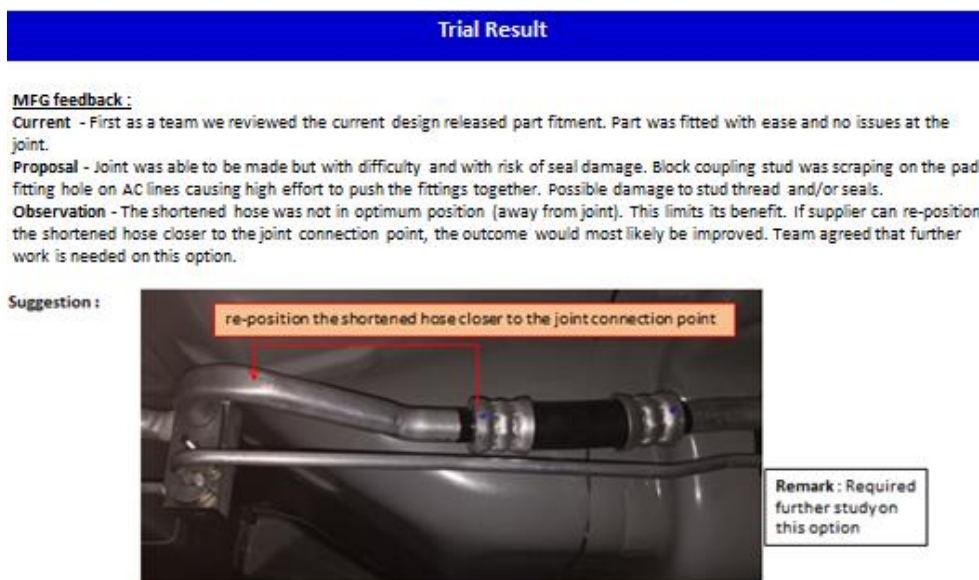 Trial Result
MFG feedback :
Current - First as a team we reviewed the current design released part fitment. Part was fitted with ease and no issues at the
joint.
Proposal - Joint was able to be made but with difficulty and with risk of seal damage. Block coupling stud was scraping on the pad
fitting hole on AC lines causing high effort to push the fittings together. Possible damage to stud thread and/or seals.
Observation - The shortened hose was not in optimum position (away from joint). This limits its benefit. If supplier can re-position
the shortened hose closer to the joint connection point, the outcome would most likely be improved. Team agreed that further
work is needed on this option.
Suggestion :
re-position the shortened hose closer to the joint connection point
Remark : Required
further study on
this option